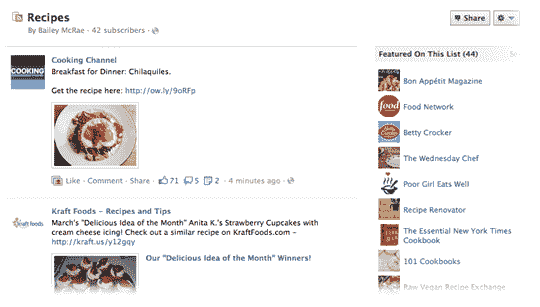 Recipes
By Bailey McRae · 42 subscribers ·
Share
Cooking Channel
Breakfast for Dinner: Chilaquiles.
Get the recipe here: http://ow.ly/9oRFp
Like · Comment · Share · 71 5 2 · 4 minutes ago ·
Kraft Foods – Recipes and Tips
March's "Delicious Idea of the Month" Anita K.'s Strawberry Cupcakes with
cream cheese icing! Check out a similar recipe on KraftFoods.com –
http://kraft.us/y12gqy
Our "Delicious Idea of the Month" Winners!
Featured On This List (44)
Bon Appétit Magazine
Food Network
Betty Crocker
The Wednesday Chef
Poor Girl Eats Well
Recipe Renovator
The Essential New York Times
Cookbook
101 Cookbooks
Raw Vegan Recipe Exchange
COOKING
kraft foods
food